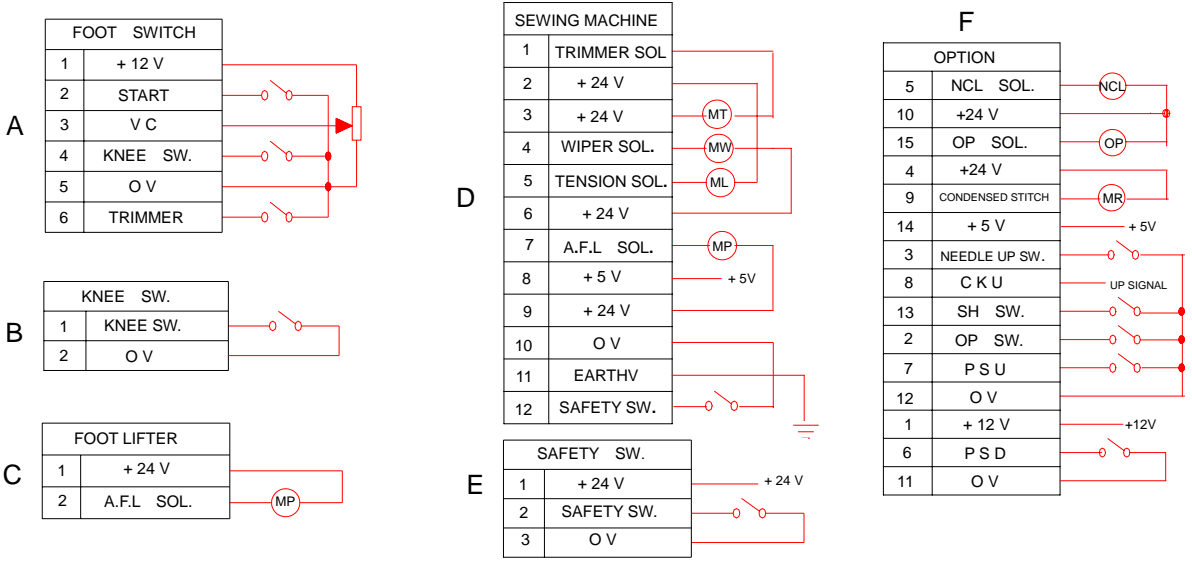 A
FOOT SWITCH
1 + 12 V
2 START
3 V C
4 KNEE SW.
5 O V
6 TRIMMER
B
KNEE SW.
1 KNEE SW.
2 O V
C
FOOT LIFTER
1 + 24 V
2 A.F.L SOL. MP
D
SEWING MACHINE
1 TRIMMER SOL
2 + 24 V
3 + 24 V MT
4 WIPER SOL. MW
5 TENSION SOL. ML
6 + 24 V
7 A.F.L SOL. MP
8 + 5 V + 5V
9 + 24 V
10 O V
11 EARTHV
12 SAFETY SW.
E
SAFETY SW.
1 + 24 V + 24 V
2 SAFETY SW.
3 O V
F
OPTION
5 NCL SOL. NCL
10 +24 V
15 OP SOL. OP
4 +24 V
9 CONDENSED STITCH MR
14 + 5 V + 5V
3 NEEDLE UP SW.
8 C K U UP SIGNAL
13 SH SW.
2 OP SW.
7 P S U
12 O V
1 + 12 V +12V
6 P S D
11 O V